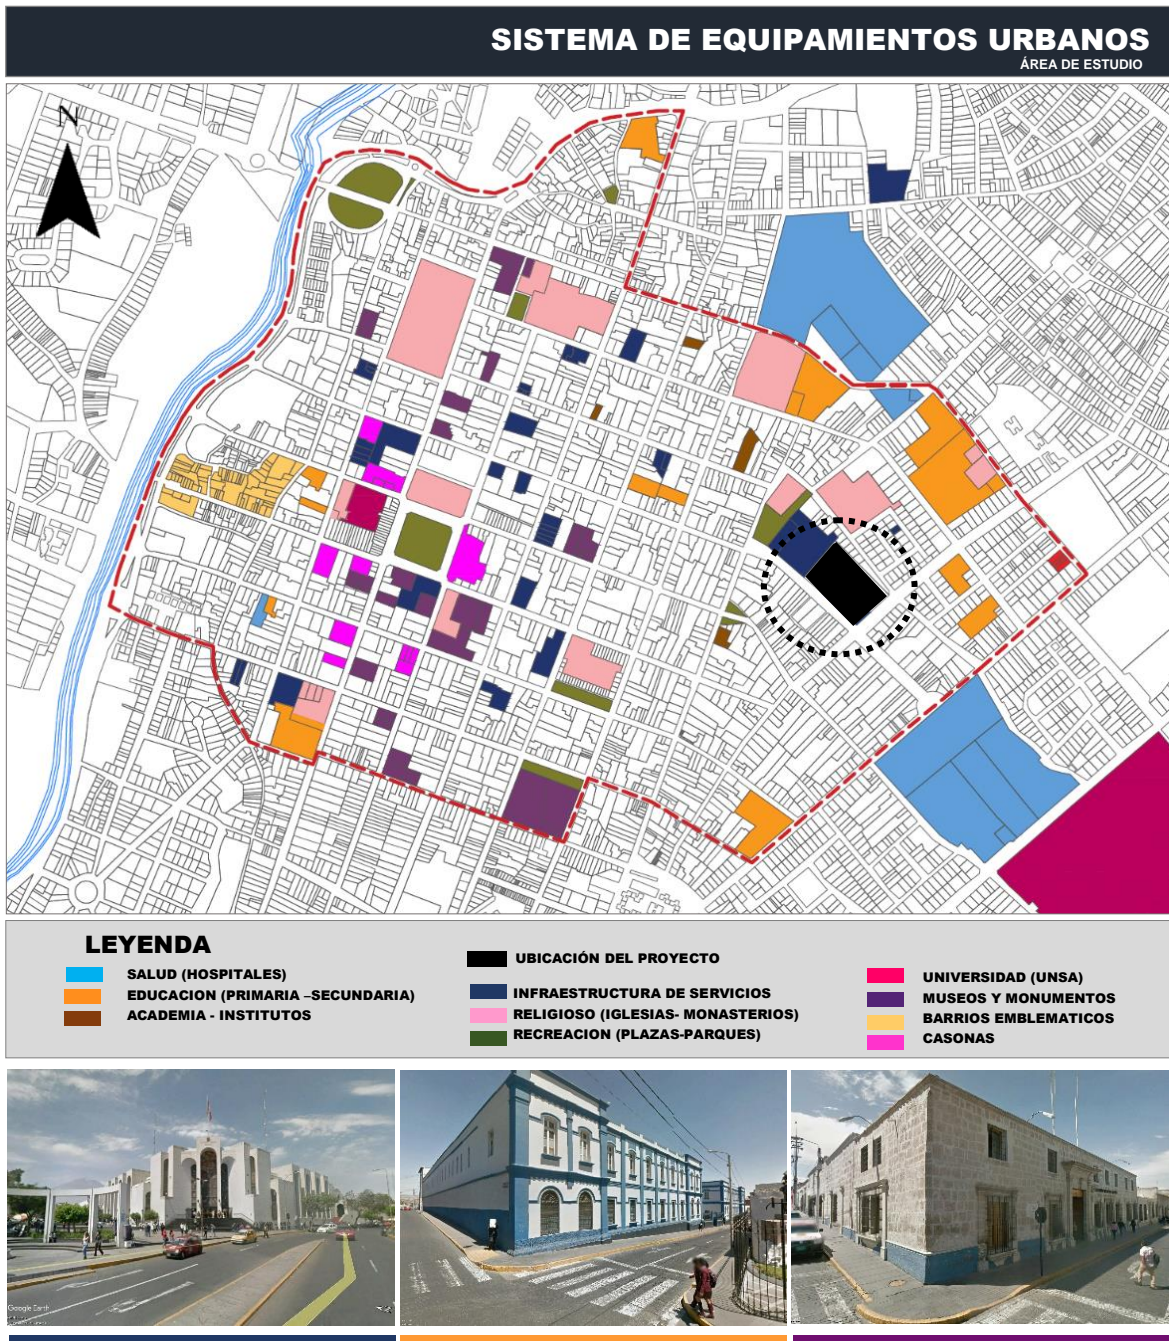 SISTEMA DE EQUIPAMIENTOS URBANOS
ÁREA DE ESTUDIO
N
LEYENDA
SALUD (HOSPITALES)
EDUCACION (PRIMARIA –SECUNDARIA)
ACADEMIA - INSTITUTOS
UBICACIÓN DEL PROYECTO
INFRAESTRUCTURA DE SERVICIOS
RELIGIOSO (IGLESIAS- MONASTERIOS)
RECREACION (PLAZAS-PARQUES)
UNIVERSIDAD (UNSA)
MUSEOS Y MONUMENTOS
BARRIOS EMBLEMATICOS
CASONAS
Google Earth